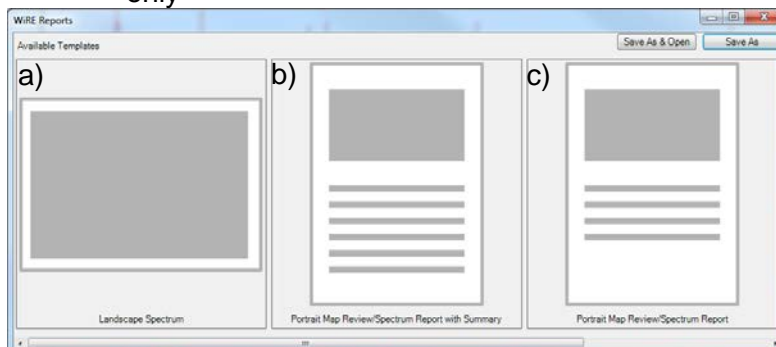 only
WiRE Reports
Available Templates
Save As & Open
Save As
a)
b)
c)
Landscape Spectrum
Portrait Map Review/Spectrum Report with Summary
Portrait Map Review/Spectrum Report